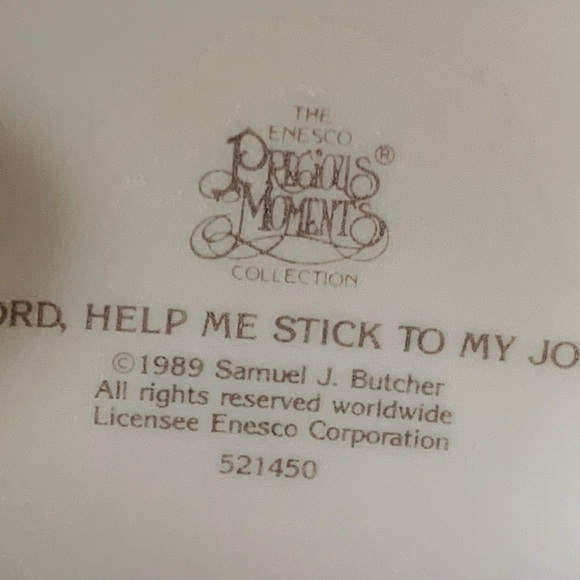 THE
ENESCO
PRECIOUS®
MOMENTS
COLLECTION
ORD, HELP ME STICK TO MY JO
©1989 Samuel J. Butcher
All rights reserved worldwide
Licensee Enesco Corporation
521450